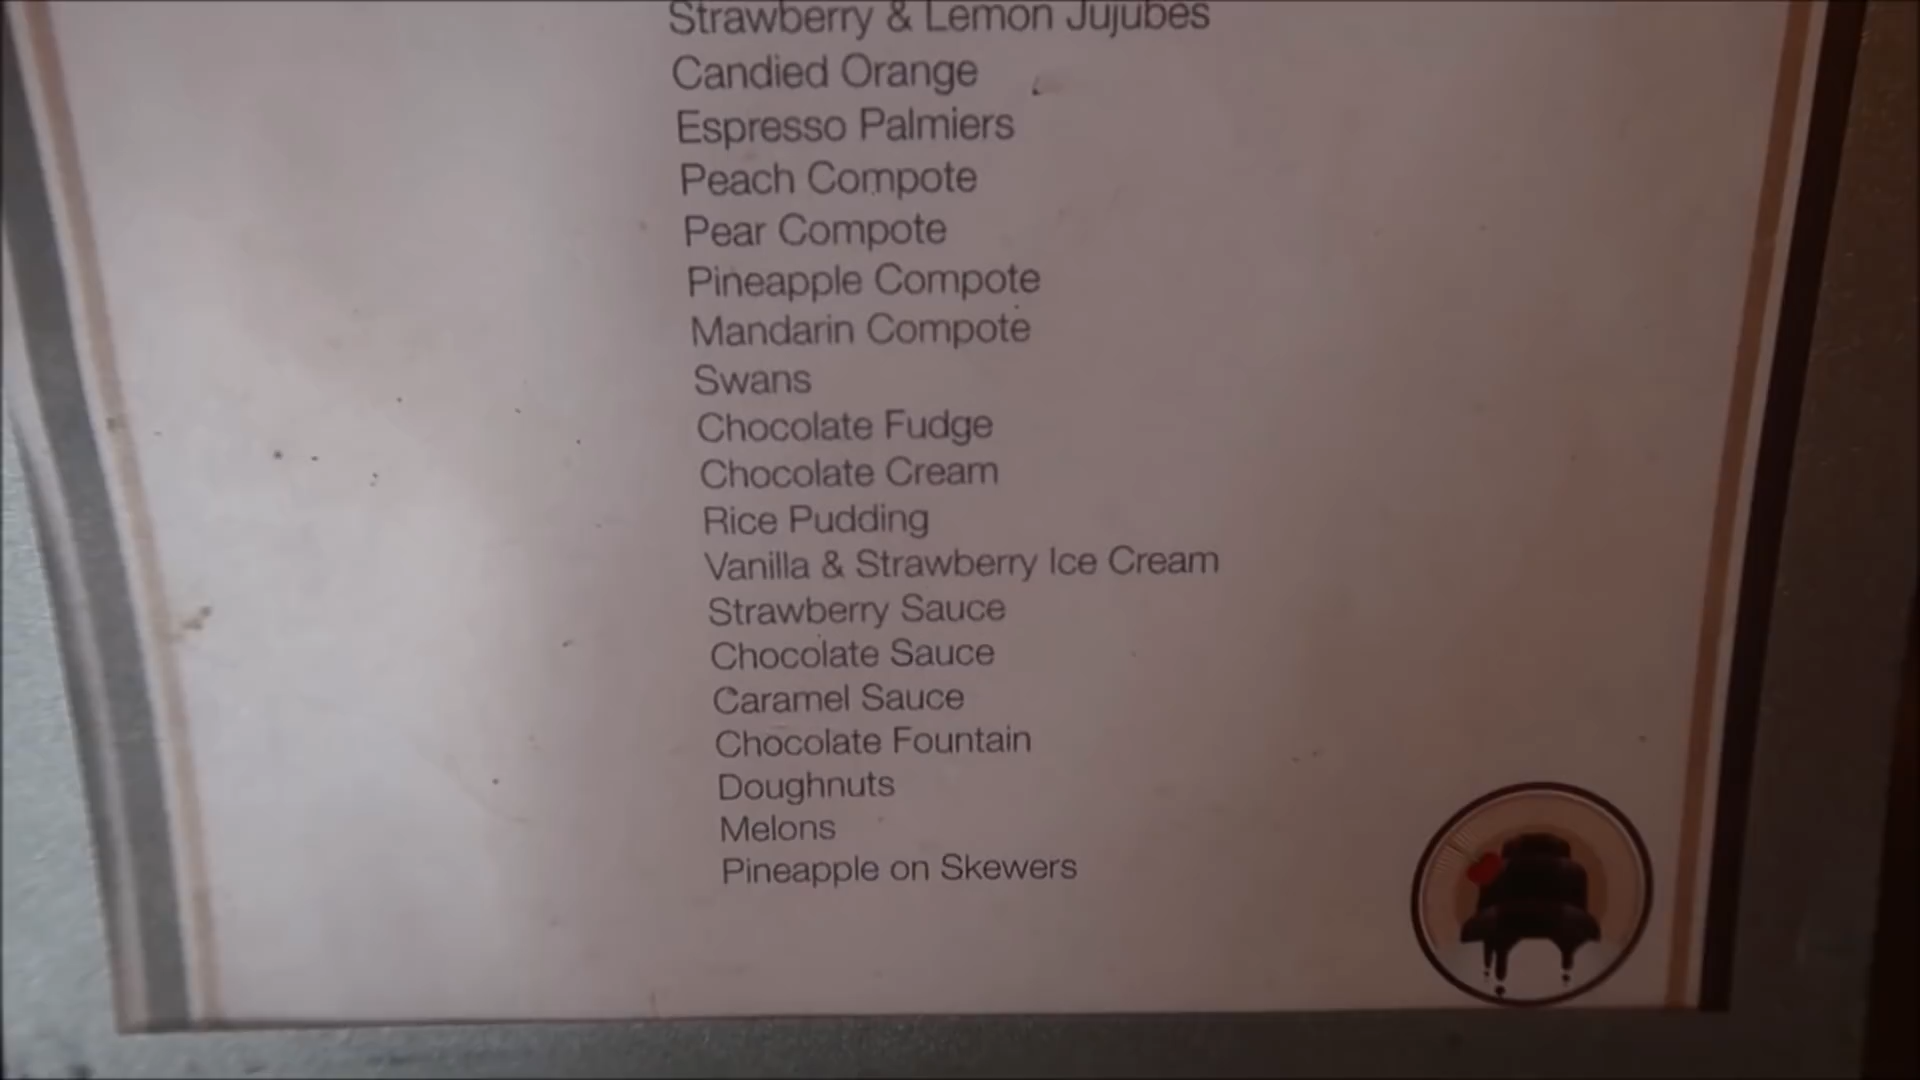 Strawberry & Lemon Jujubes
Candied Orange
Espresso Palmiers
Peach Compote
Pear Compote
Pineapple Compote
Mandarin Compote
Swans
Chocolate Fudge
Chocolate Cream
Rice Pudding
Vanilla & Strawberry Ice Cream
Strawberry Sauce
Chocolate Sauce
Caramel Sauce
Chocolate Fountain
Doughnuts
Melons
Pineapple on Skewers